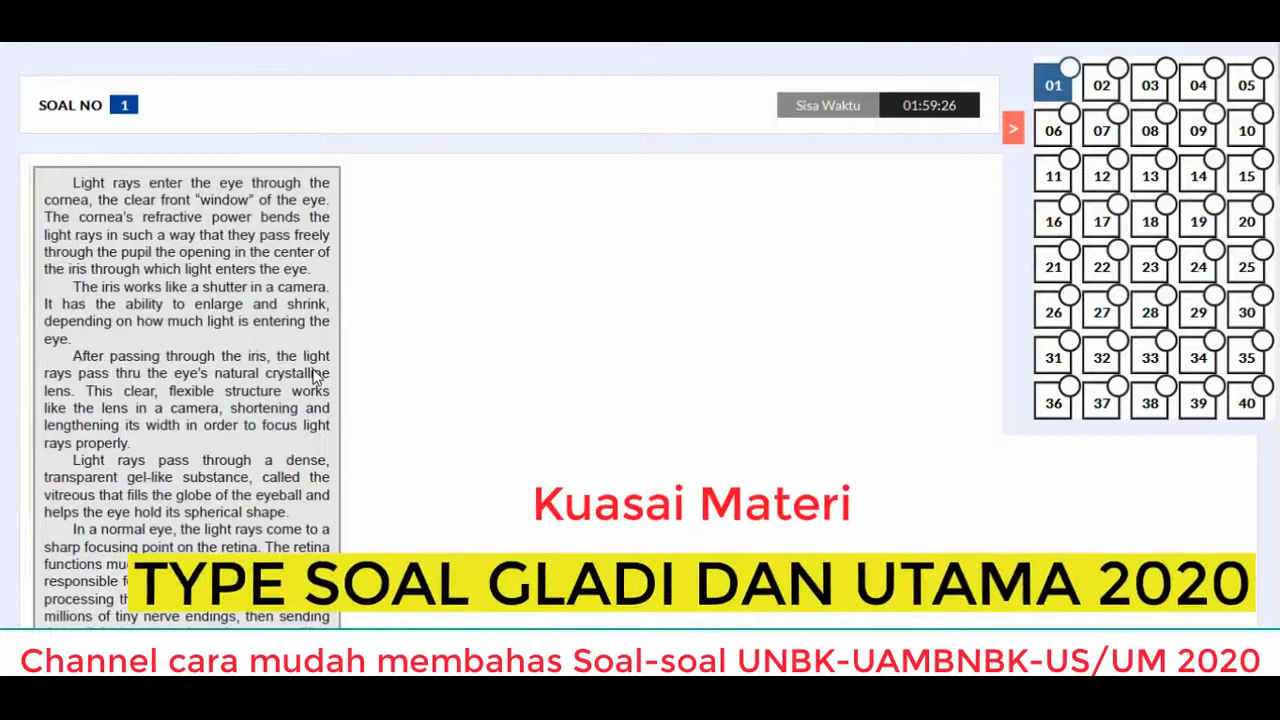 SOAL NO 1
Sisa Waktu 01:59:26
>
01 02 03 04 05
06 07 08 09 10
11 12 13 14 15
16 17 18 19 20
21 22 23 24 25
26 27 28 29 30
31 32 33 34 35
36 37 38 39 40
Light rays enter the eye through the
cornea, the clear front “window” of the eye.
The cornea's refractive power bends the
light rays in such a way that they pass freely
through the pupil the opening in the center of
the iris through which light enters the eye.
The iris works like a shutter in a camera.
It has the ability to enlarge and shrink,
depending on how much light is entering the
eye.
After passing through the iris, the light
rays pass thru the eye's natural crystalline
lens. This clear, flexible structure works
like the lens in a camera, shortening and
lengthening its width in order to focus light
rays properly.
Light rays pass through a dense,
transparent gel-like substance, called the
vitreous that fills the globe of the eyeball and
helps the eye hold its spherical shape.
In a normal eye, the light rays come to a
sharp focusing point on the retina. The retina
functions
responsible
processing
millions of tiny nerve endings, then sending
Kuasai Materi
TYPE SOAL GLADI DAN UTAMA 2020
Channel cara mudah membahas Soal-soal UNBK-UAMBNBK-US/UM 2020